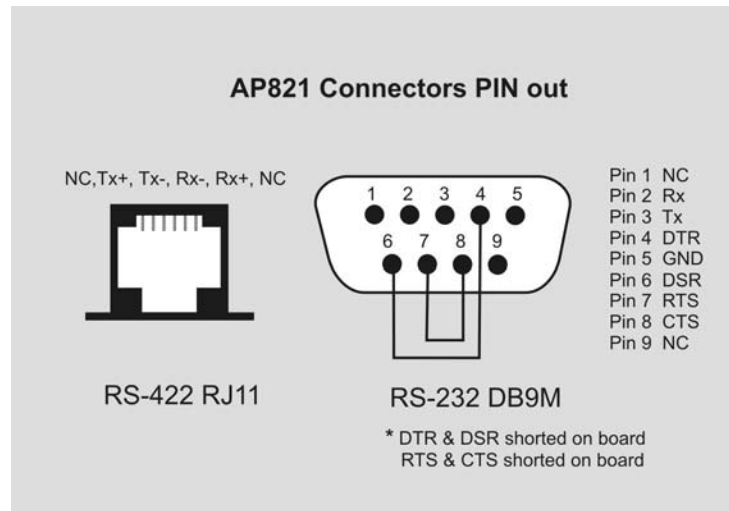 AP821 Connectors PIN out
NC,Tx+, Tx-, Rx-, Rx+, NC
RS-422 RJ11
1 2 3 4 5
6 7 8 9
RS-232 DB9M
Pin 1 NC
Pin 2 Rx
Pin 3 Tx
Pin 4 DTR
Pin 5 GND
Pin 6 DSR
Pin 7 RTS
Pin 8 CTS
Pin 9 NC
* DTR & DSR shorted on board
RTS & CTS shorted on board